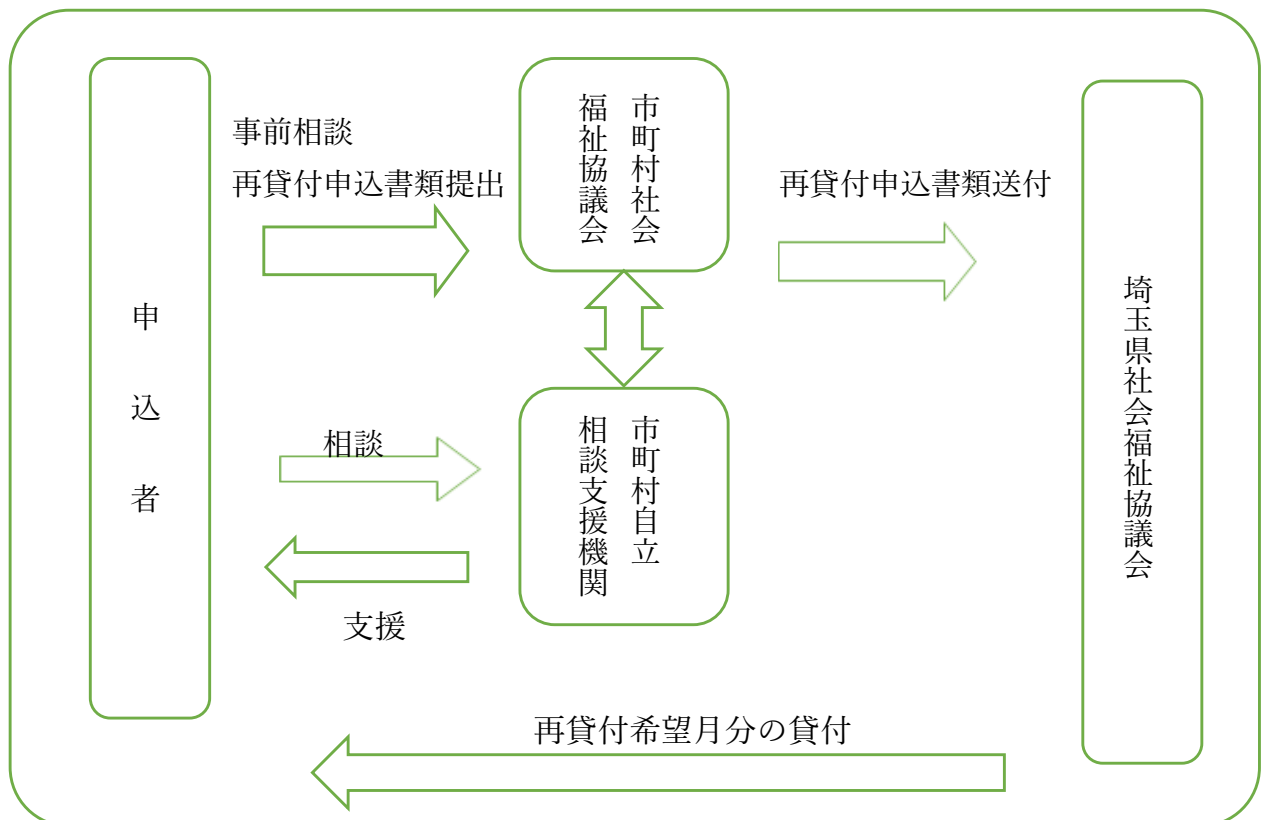 申込者
事前相談
再貸付申込書類提出
市町村社会
福祉協議会
再貸付申込書類送付
相談
市町村自立
相談支援機関
支援
埼玉県社会福祉協議会
再貸付希望月分の貸付